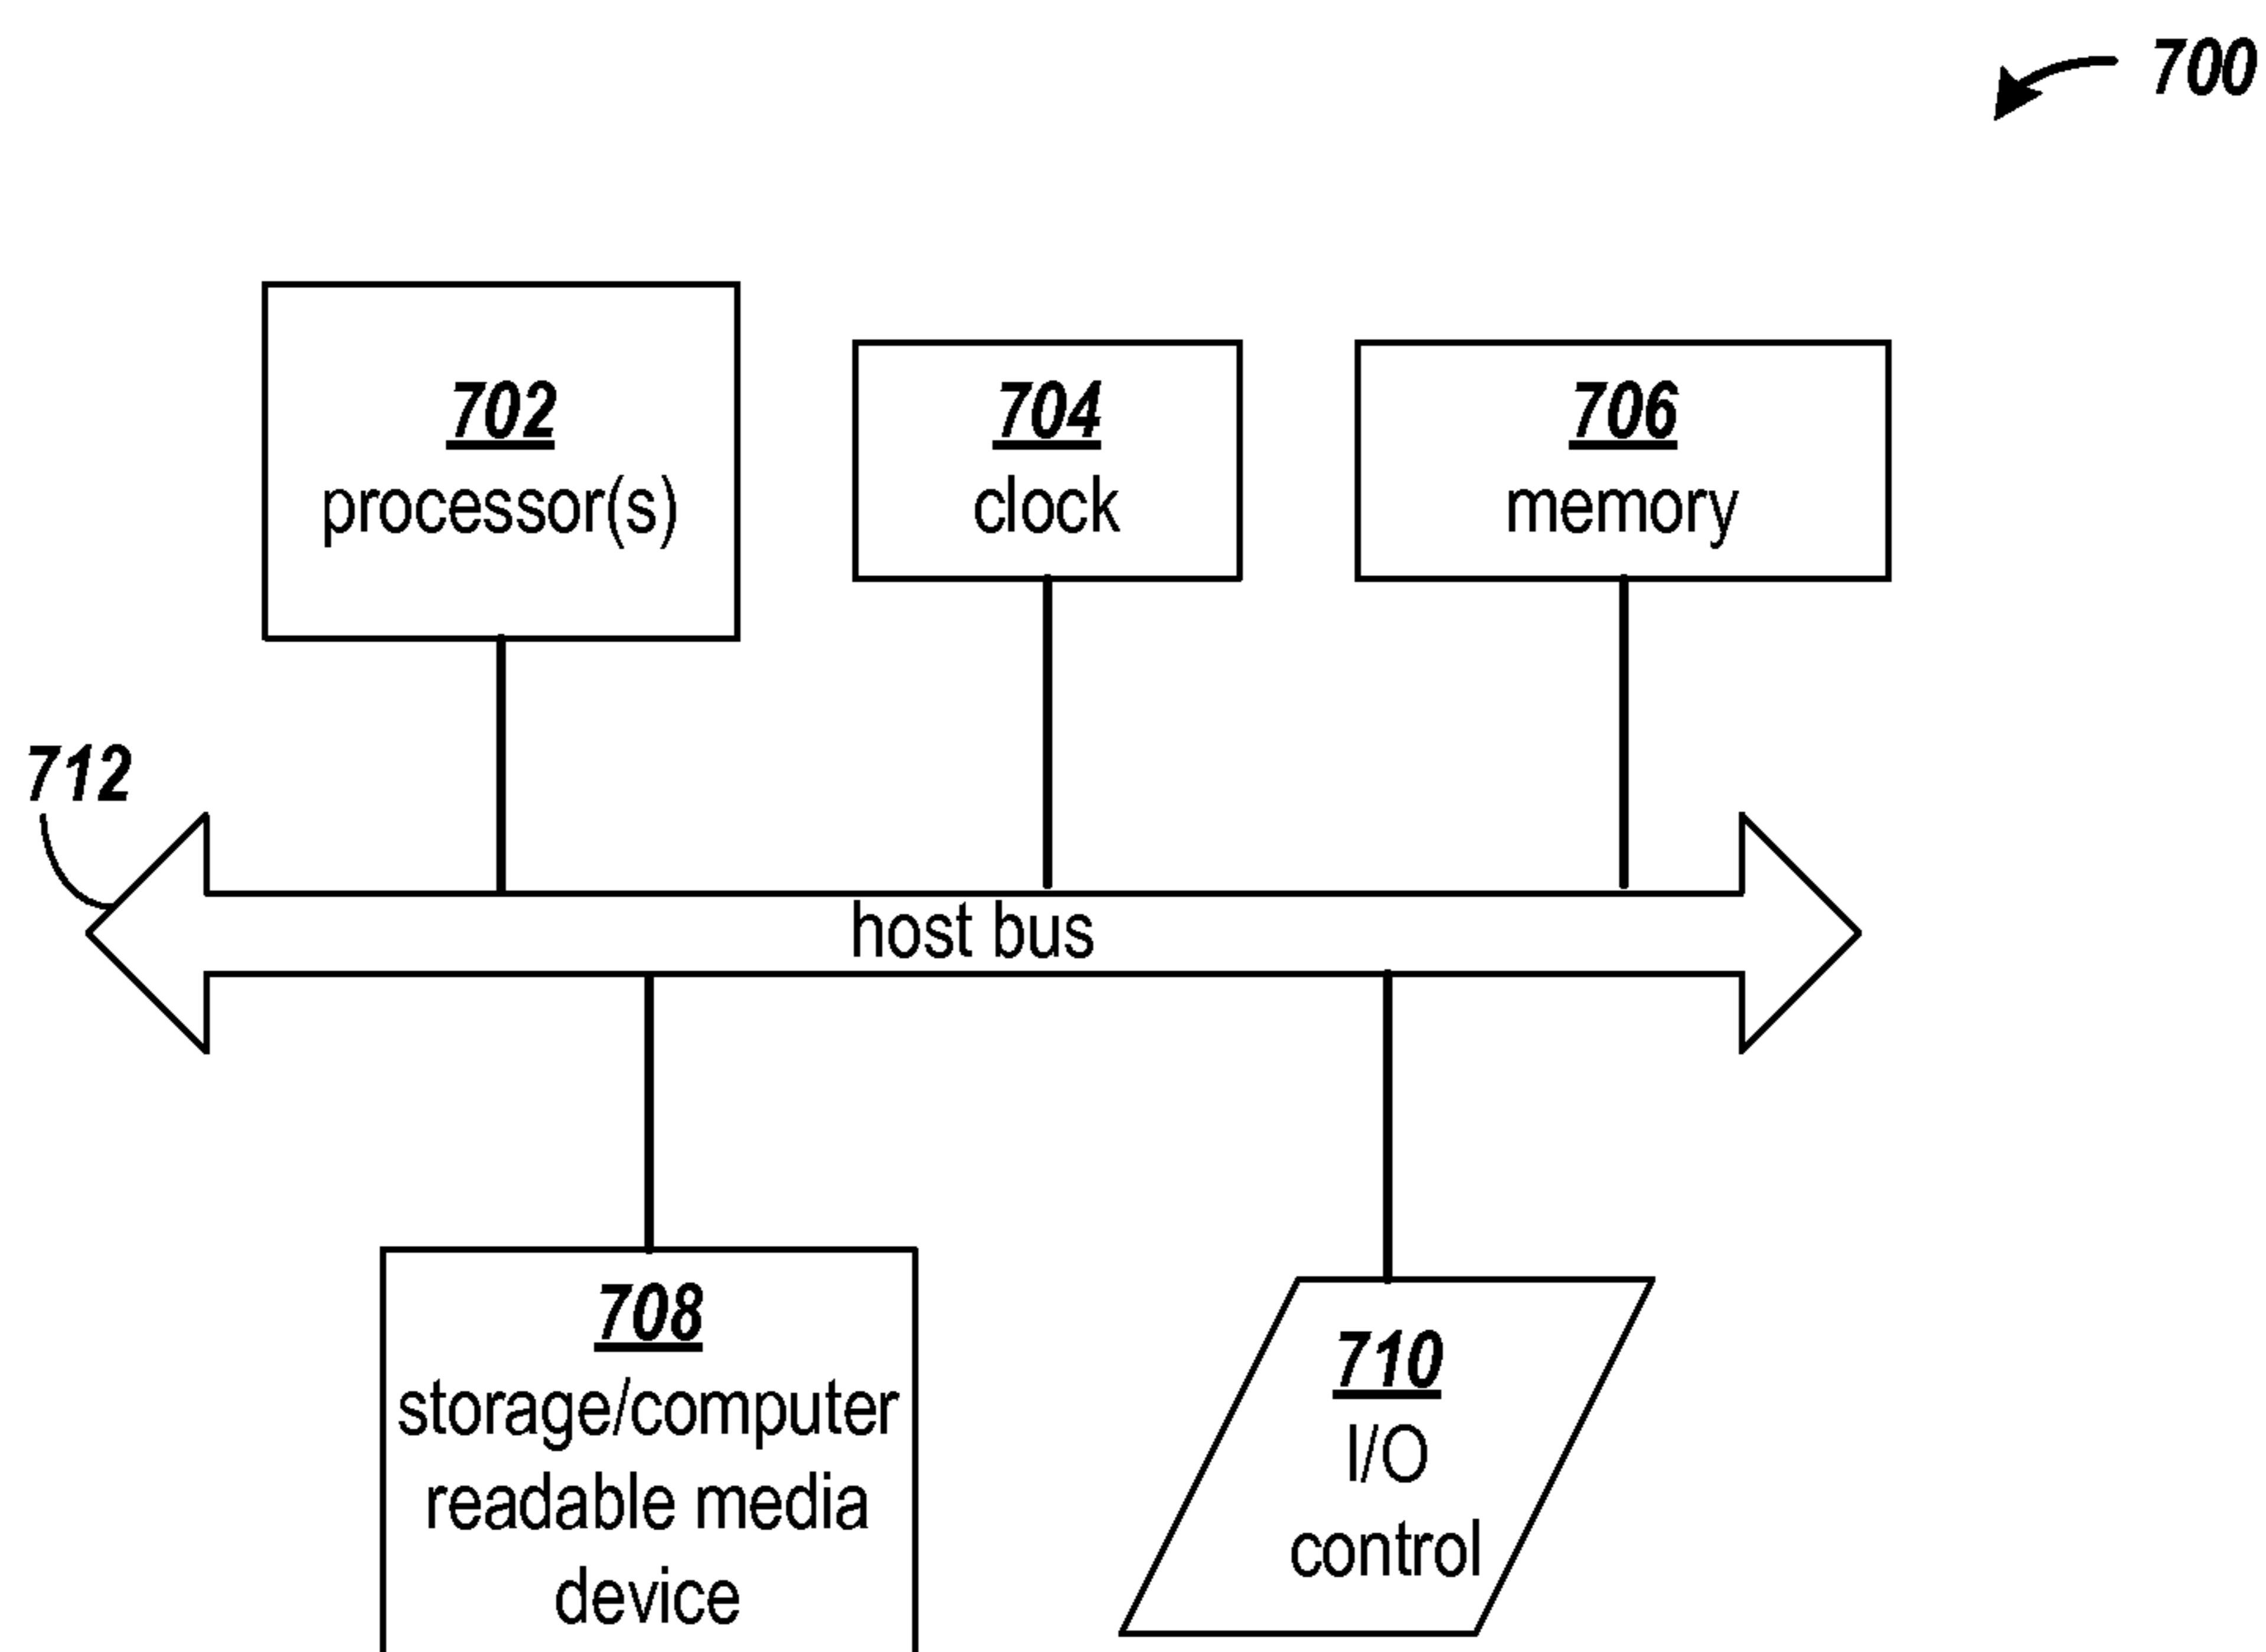 700
702
processor(s)
704
clock
706
memory
712
host bus
708
storage/computer
readable media
device
710
I/O
control